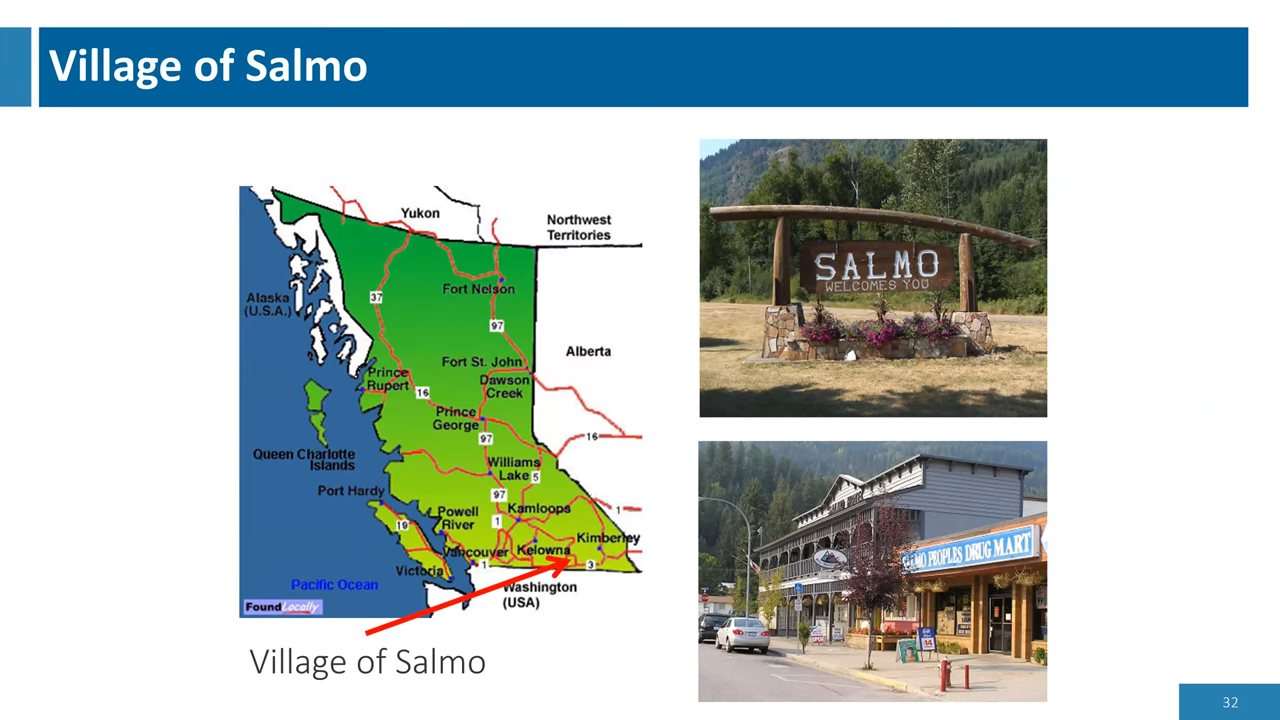 Village of Salmo
Yukon
Northwest
Territories
Alaska
(U.S.A.)
37
Fort Nelson
97
Alberta
Fort St. John
Prince
Rupert
Dawson
Creek
16
Prince
George
97
16
Queen Charlotte
Islands
Williams
Lake
5
Port Hardy
97
Kamloops
1
Powell
River
19
1
Kimberley
Vancouver
Kelowna
Victoria
1
3
Pacific Ocean
Washington
(USA)
FoundLocally
Village of Salmo
SALMO
WELCOMES YOU
SALMO PEOPLES DRUG MART
32